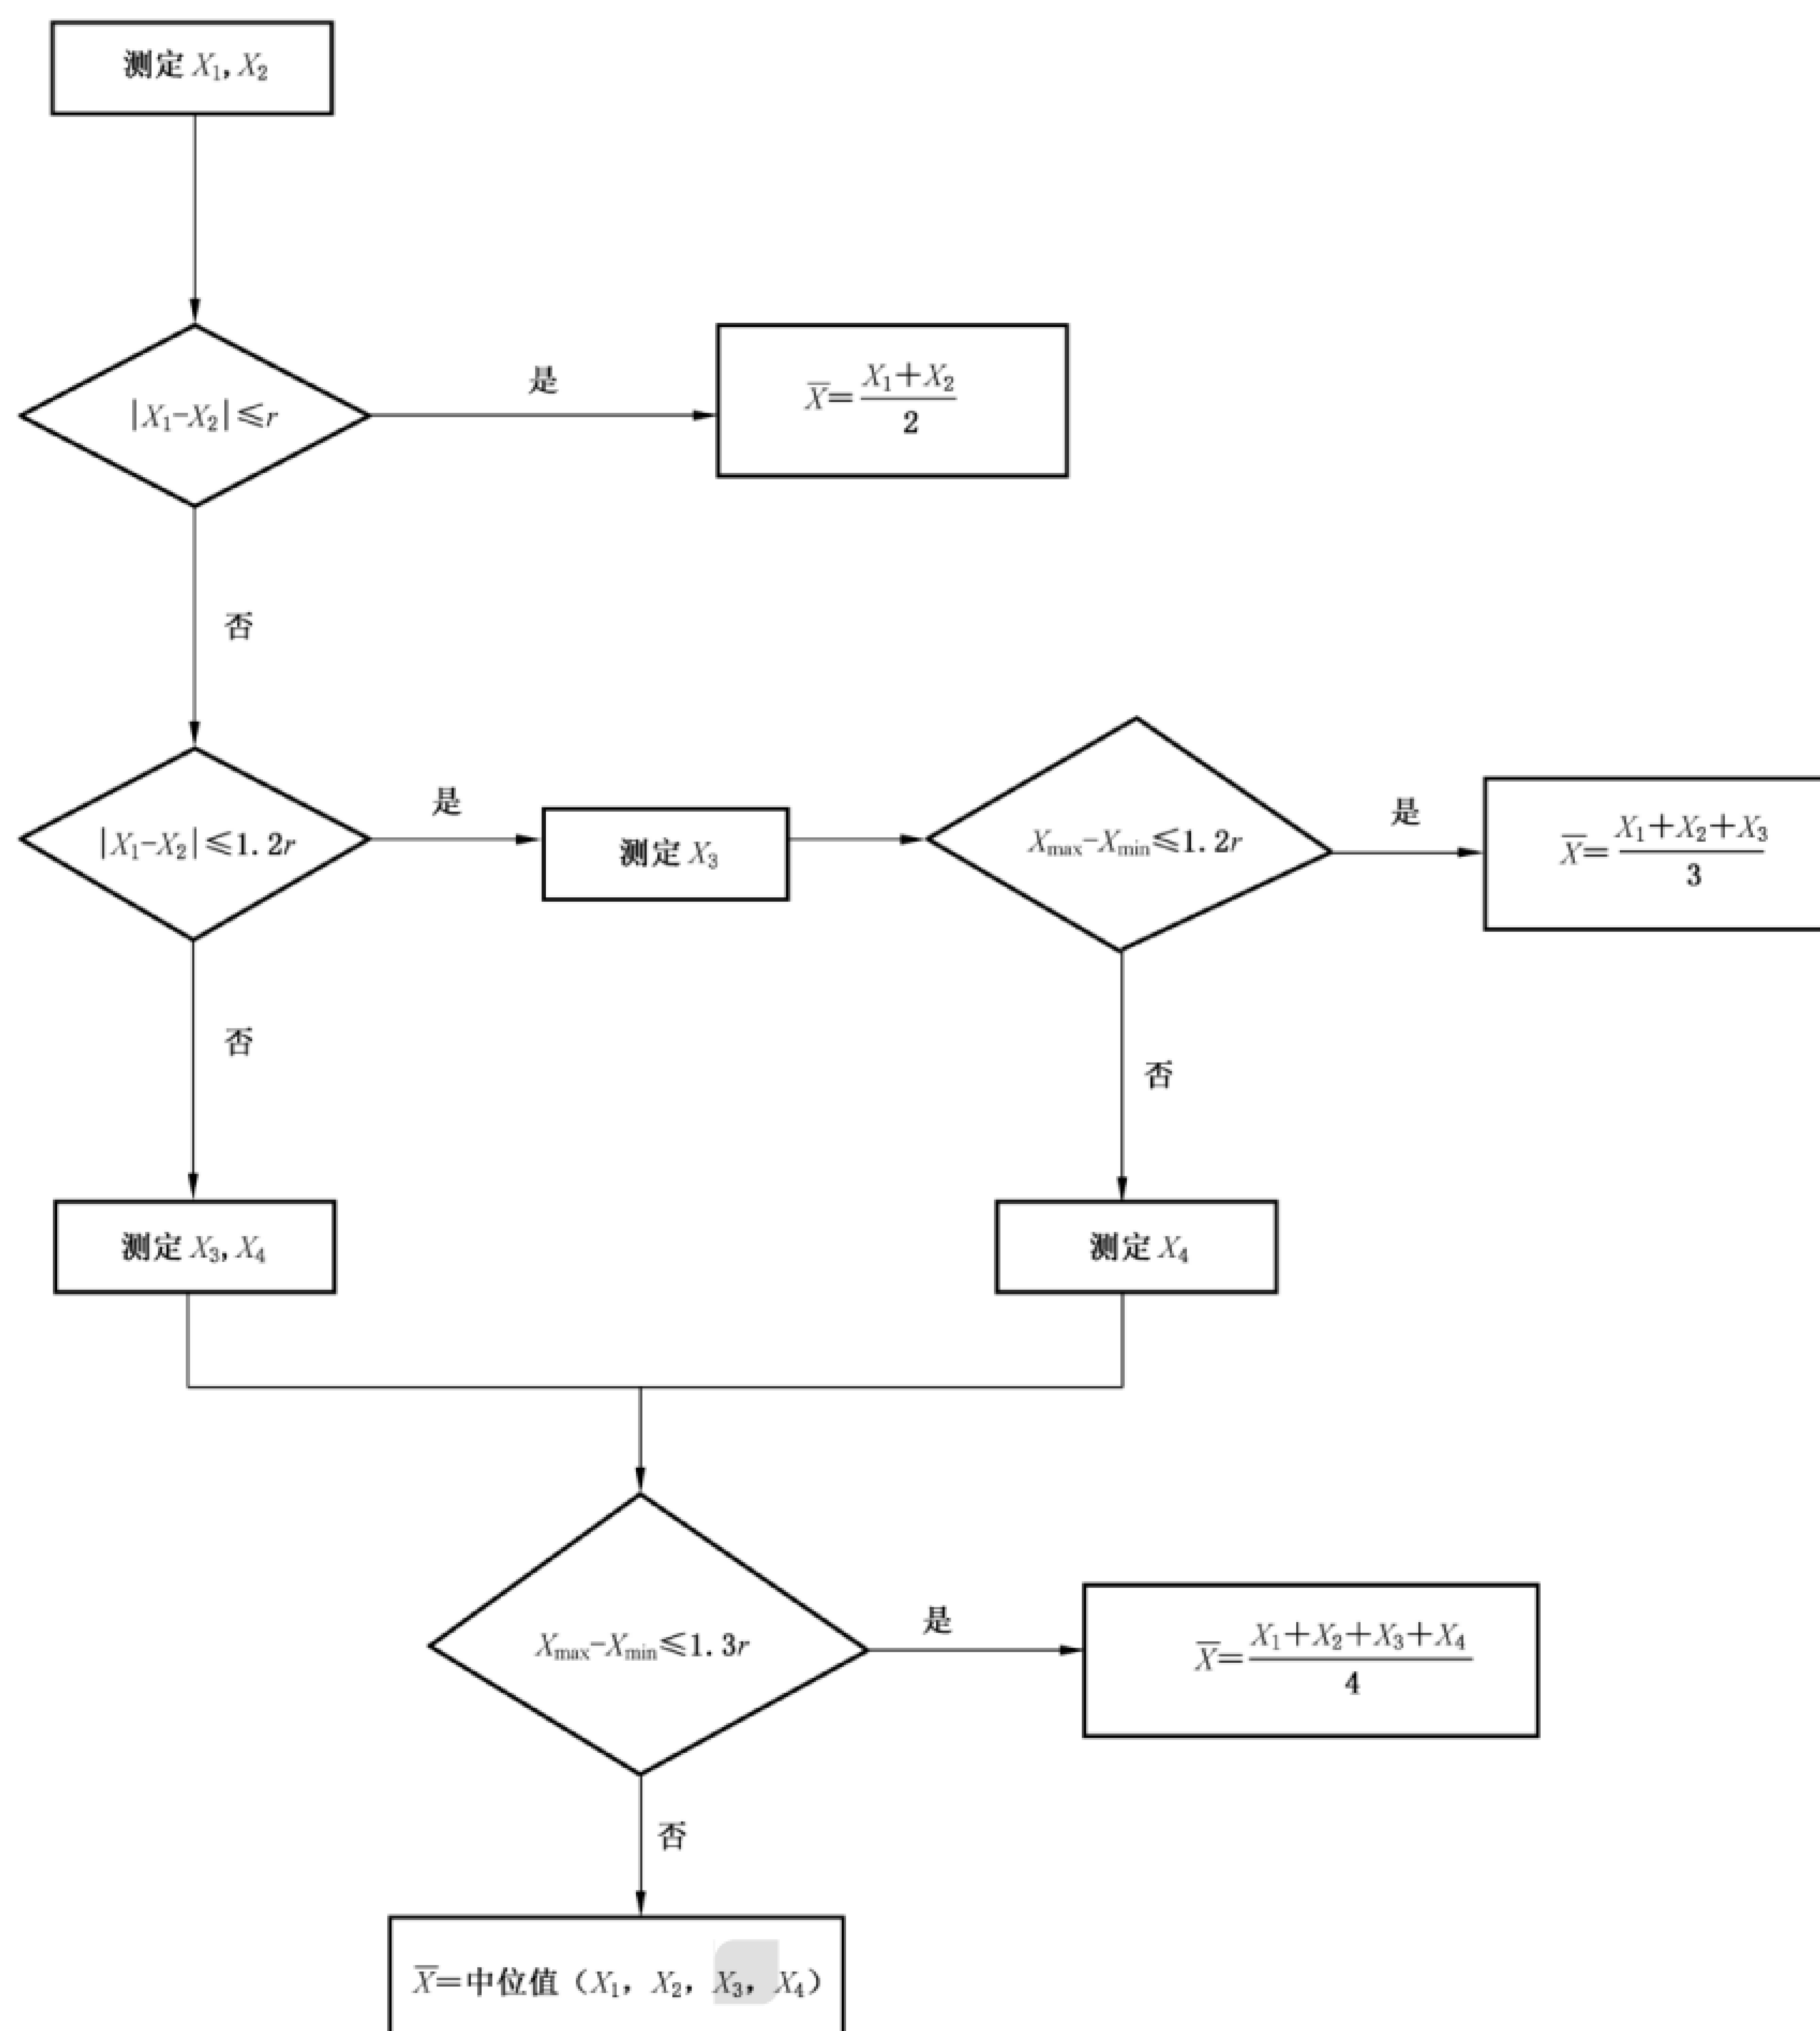 测定 X₁, X₂
|X₁-X₂|≤r
是
X̅=(X₁+X₂)/2
否
|X₁-X₂|≤1.2r
是
测定 X₃
Xmax-Xmin≤1.2r
是
X̅=(X₁+X₂+X₃)/3
否
否
测定 X₃, X₄
测定 X₄
Xmax-Xmin≤1.3r
是
X̅=(X₁+X₂+X₃+X₄)/4
否
X̅=中位值（X₁，X₂，X₃，X₄）